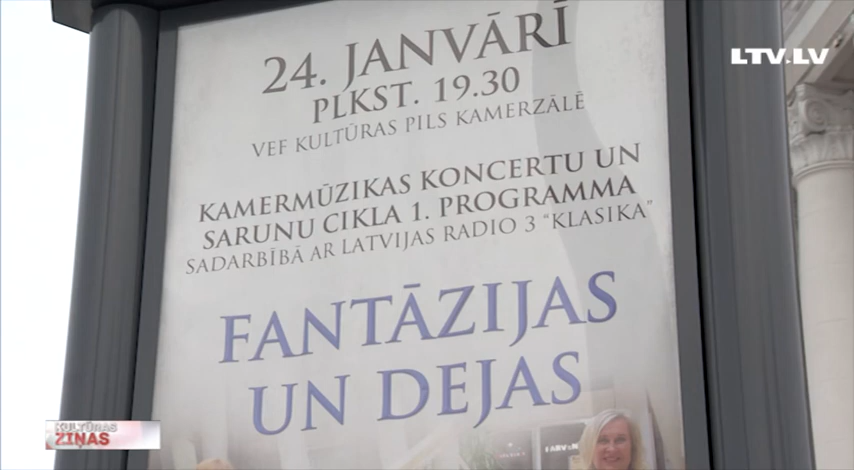 24. JANVĀRĪ
PLKST. 19.30
VEF KULTŪRAS PILS KAMERZĀLĒ
KAMERMŪZIKAS KONCERTU UN
SARUNU CIKLA 1. PROGRAMMA
SADARBĪBĀ AR LATVIJAS RADIO 3 “KLASIKA”
FANTĀZIJAS
UN DEJAS
LTV.LV
KULTŪRAS
ZIŅAS